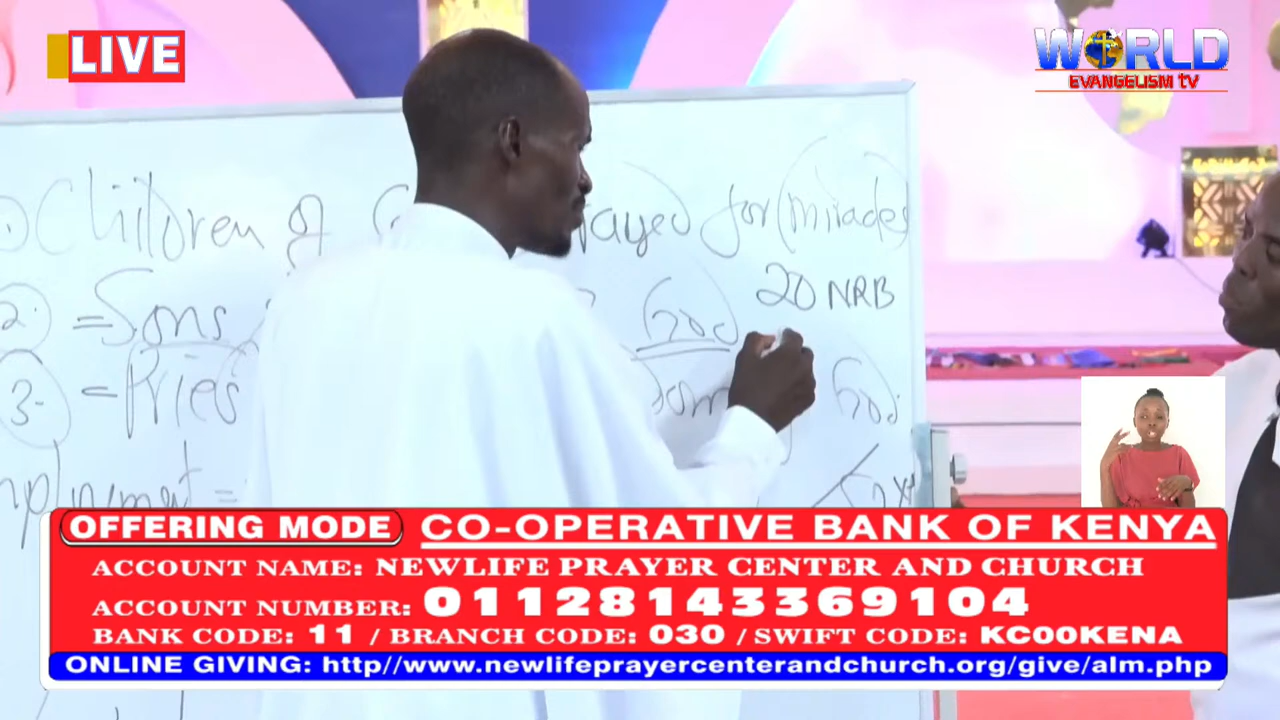 LIVE
WORLD
EVANGELISM TV
Children of for (Miracles
20 NRB
2. = Sons God
3. = Pries God
OFFERING MODE CO-OPERATIVE BANK OF KENYA
ACCOUNT NAME: NEWLIFE PRAYER CENTER AND CHURCH
ACCOUNT NUMBER: 01128143369104
BANK CODE: 11 / BRANCH CODE: 030 / SWIFT CODE: KCOOKENA
ONLINE GIVING: http//www.newlifeprayercenterandchurch.org/give/alm.php